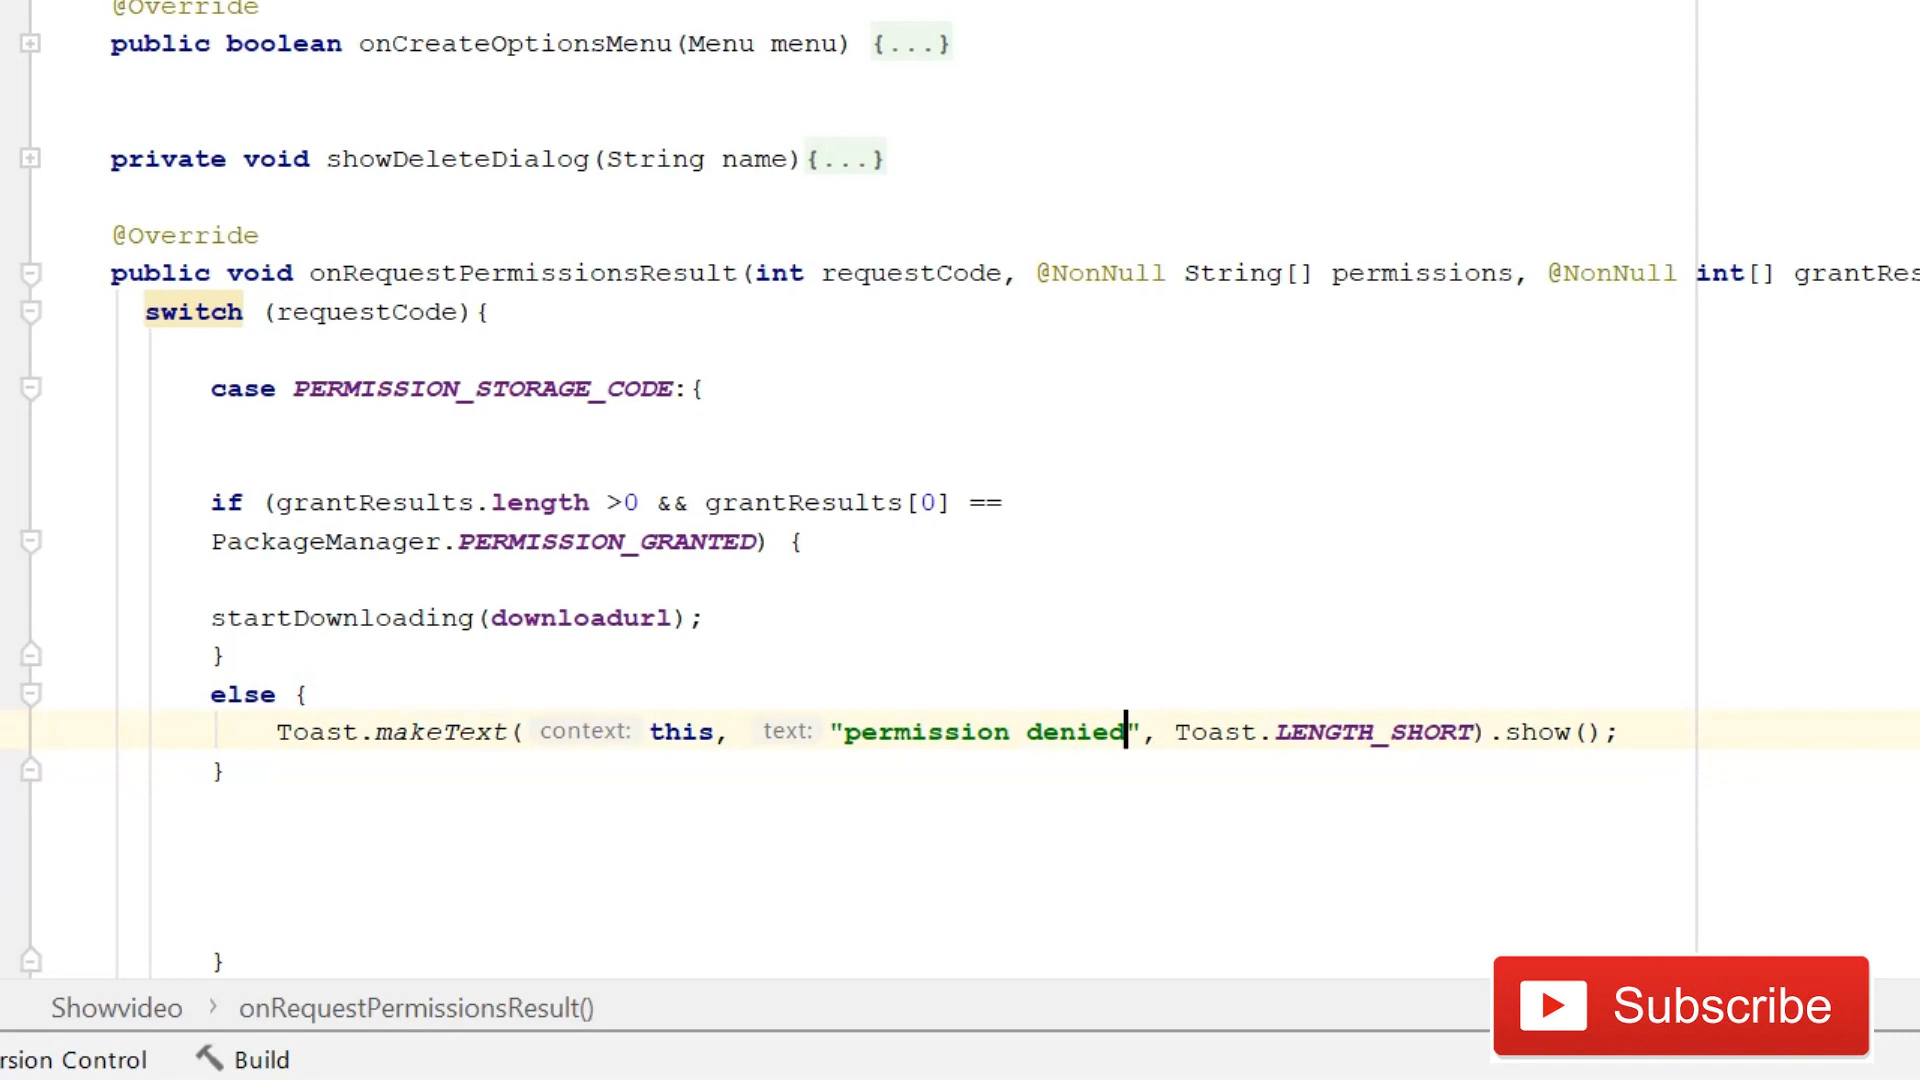 @Override
public boolean onCreateOptionsMenu(Menu menu) {...}
private void showDeleteDialog(String name){...}
@Override
public void onRequestPermissionsResult(int requestCode, @NonNull String[] permissions, @NonNull int[] grantRes
switch (requestCode){
case PERMISSION_STORAGE_CODE:{
if (grantResults.length >0 && grantResults[0] ==
PackageManager.PERMISSION_GRANTED) {
startDownloading(downloadurl);
}
else {
Toast.makeText( context: this, text: "permission denied", Toast.LENGTH_SHORT).show();
}
}
Showvideo > onRequestPermissionsResult()
Subscribe
rsion Control Build